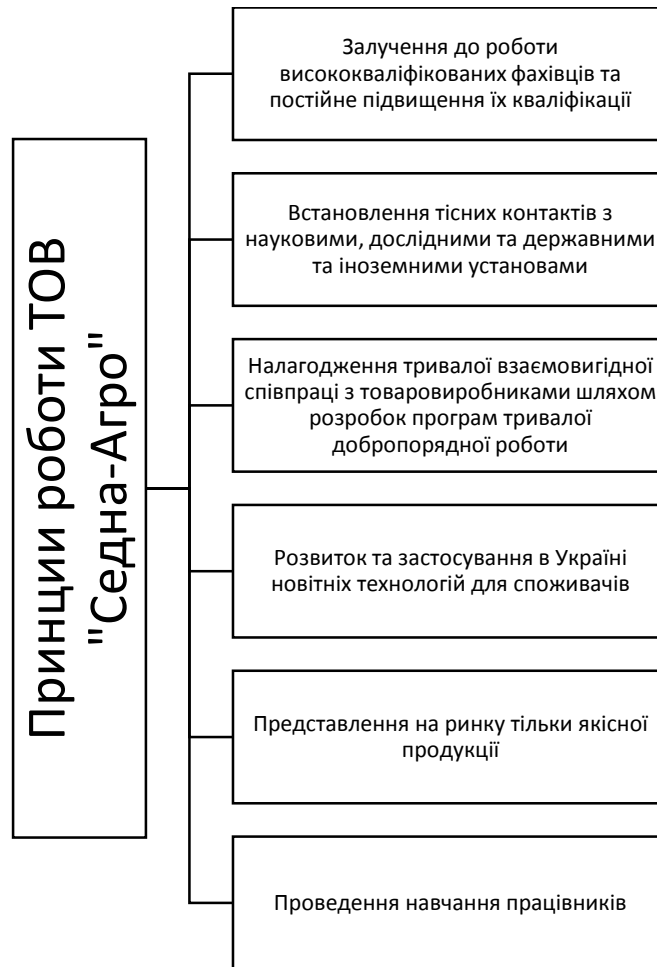 Принции роботи ТОВ
"Седна-Агро"
Залучення до роботи
висококваліфікованих фахівців та
постійне підвищення їх кваліфікації
Встановлення тісних контактів з
науковими, дослідними та державними
та іноземними установами
Налагодження тривалої взаємовигідної
співпраці з товаровиробниками шляхом
розробок програм тривалої
добропорядної роботи
Розвиток та застосування в Україні
новітніх технологій для споживачів
Представлення на ринку тільки якісної
продукції
Проведення навчання працівників